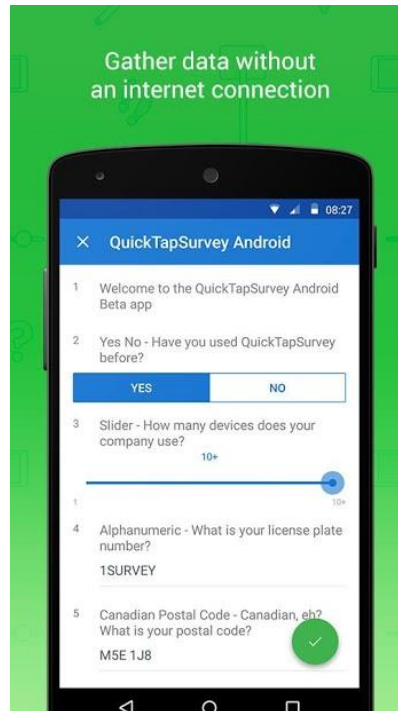 Gather data without
an internet connection
08:27
QuickTapSurvey Android
1 Welcome to the QuickTapSurvey Android
Beta app
2 Yes No - Have you used QuickTapSurvey
before?
YES NO
3 Slider - How many devices does your
company use?
10+
1 10+
4 Alphanumeric - What is your license plate
number?
1SURVEY
5 Canadian Postal Code - Canadian, eh?
What is your postal code?
M5E 1J8